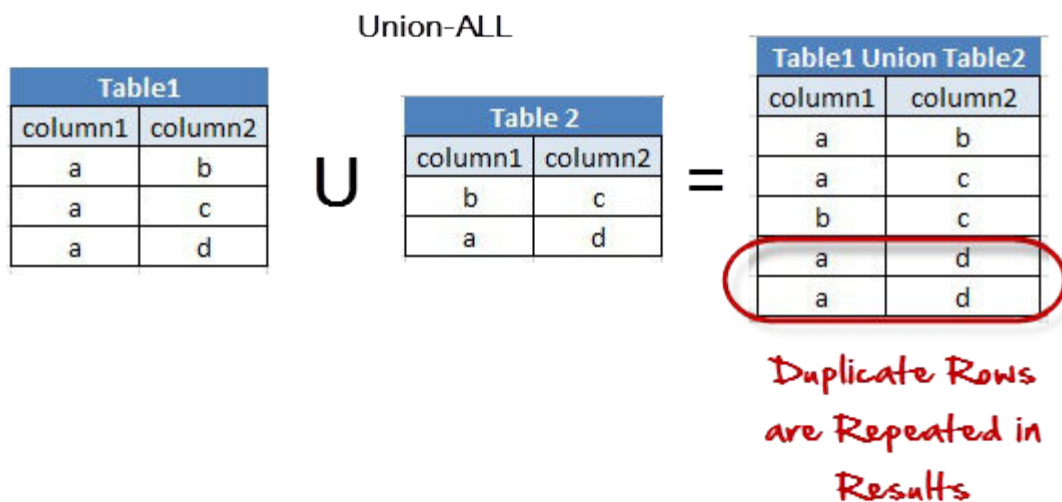 Union-ALL
Table1
column1 column2
a b
a c
a d
U
Table 2
column1 column2
b c
a d
=
Table1 Union Table2
column1 column2
a b
a c
b c
a d
a d
Duplicate Rows
are Repeated in
Results